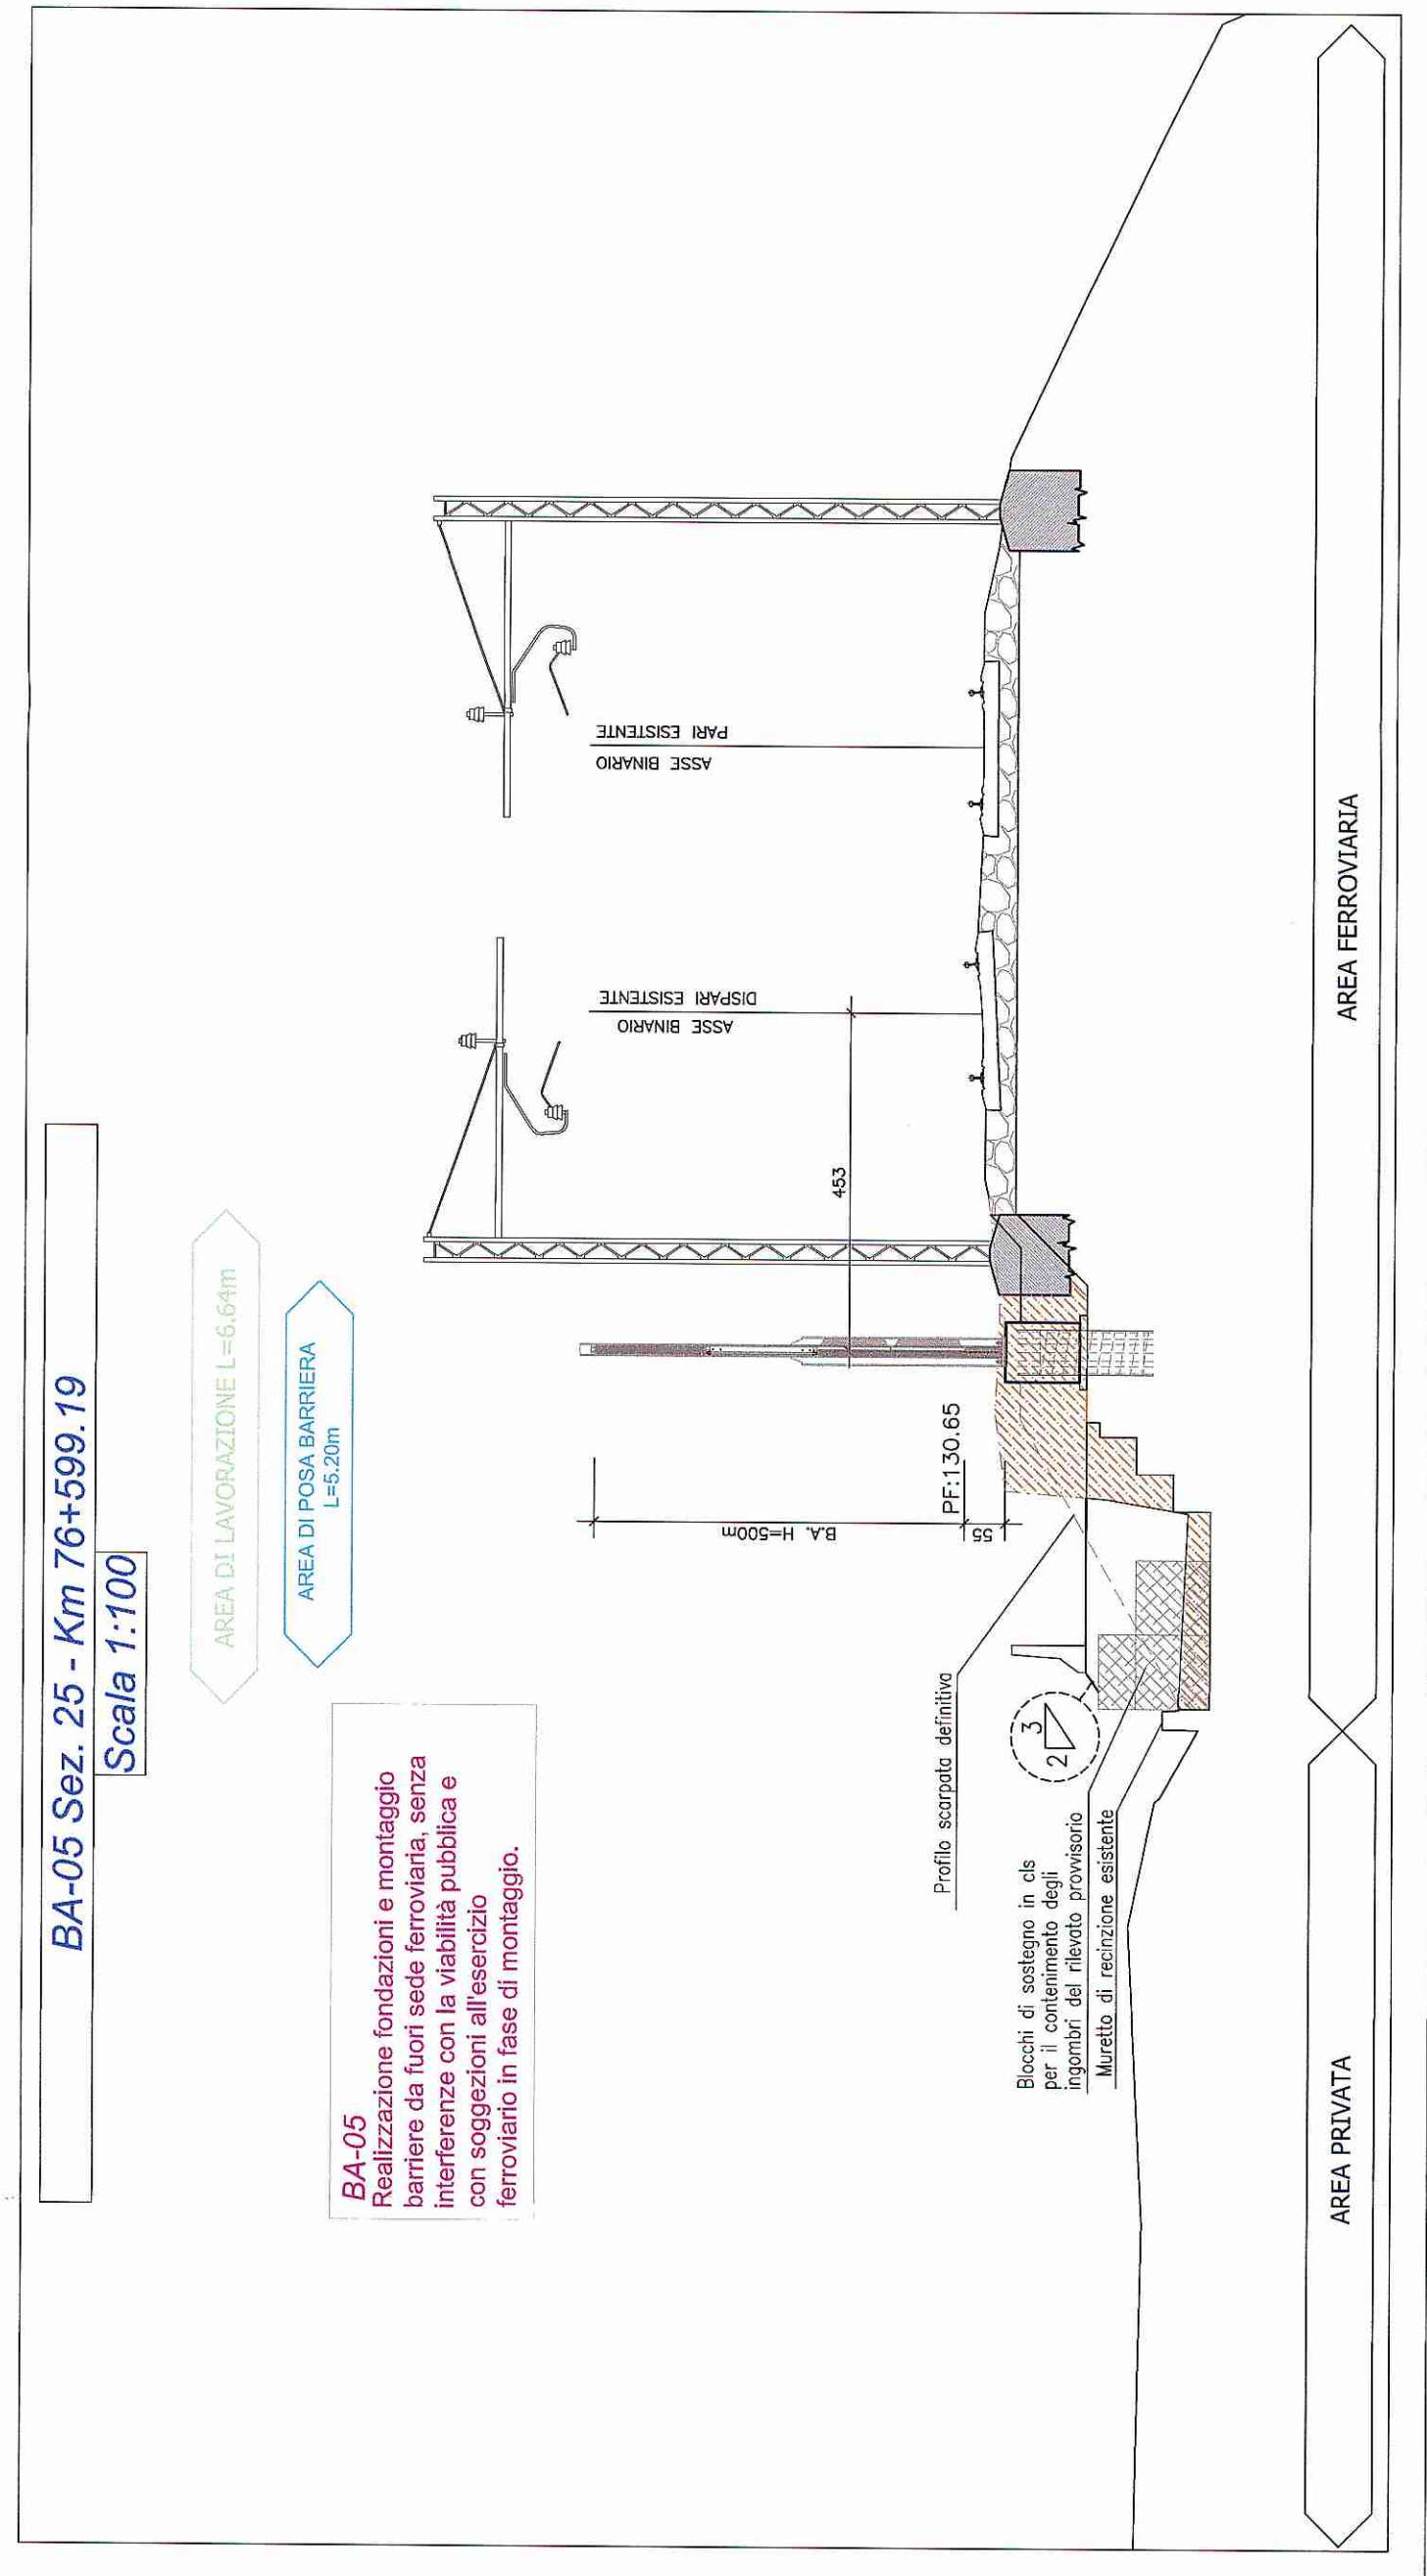 BA-05 Sez. 25 - Km 76+599.19
Scala 1:100
AREA DI LAVORAZIONE L=6.64m
AREA DI POSA BARRIERA
L=5.20m
BA-05
Realizzazione fondazioni e montaggio
barriere da fuori sede ferroviaria, senza
interferenze con la viabilità pubblica e
con soggezioni all'esercizio
ferroviario in fase di montaggio.
ASSE BINARIO
DISPARI ESISTENTE
ASSE BINARIO
PARI ESISTENTE
453
B.A. H=500m
55
PF:130.65
Profilo scarpata definitiva
3
2
Blocchi di sostegno in cls
per il contenimento degli
ingombri del rilevato provvisorio
Muretto di recinzione esistente
AREA PRIVATA
AREA FERROVIARIA